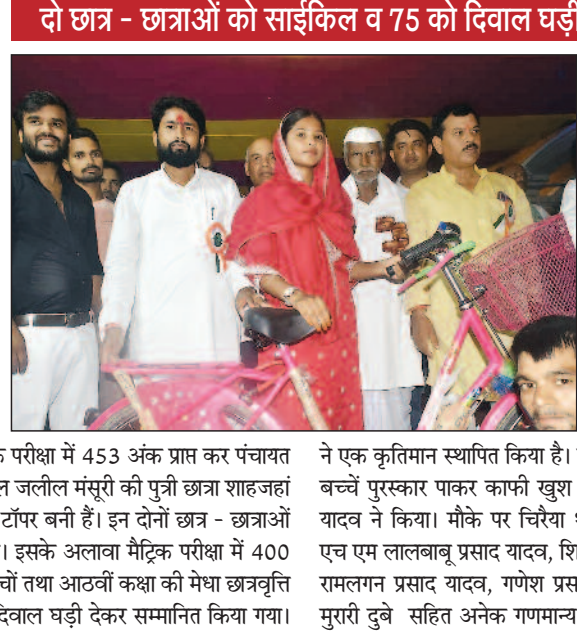 दो छात्र - छात्राओं को साईकिल व 75 को दिवाल घड़ी
परीक्षा में 453 अंक प्राप्त कर पंचायत
जलील मंसूरी की पुत्री छात्रा शाहजहां
टॉपर बनी हैं। इन दोनों छात्र - छात्राओं
। इसके अलावा मैट्रिक परीक्षा में 400
तथा आठवीं कक्षा की मेधा छात्रवृत्ति
दिवाल घड़ी देकर सम्मानित किया गया।
ने एक कृतिमान स्थापित किया है।
बच्चें पुरस्कार पाकर काफी खुश
यादव ने किया। मौके पर चिरैया
एच एम लालबाबू प्रसाद यादव,
रामलगन प्रसाद यादव, गणेश
मुरारी दुबे सहित अनेक गणमान्य